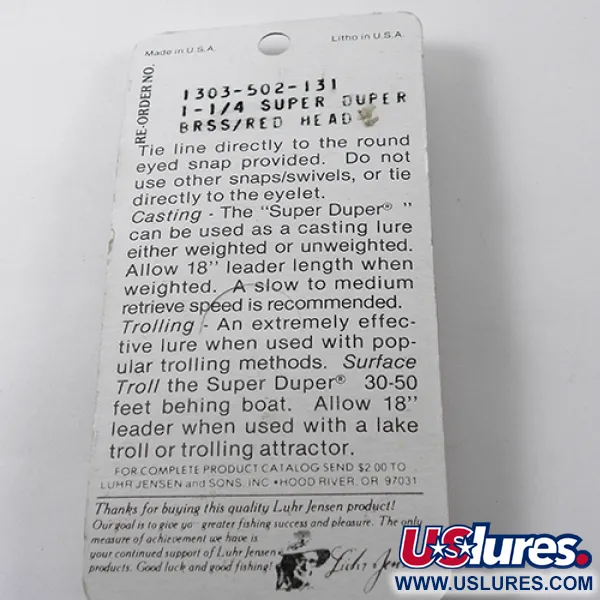 Made in U.S.A.
Litho in U.S.A.
RE-ORDER NO.
1303-502-131
1-1/4 SUPER DUPER
BRSS/RED HEAD
Tie line directly to the round
eyed snap provided. Do not
use other snaps/swivels, or tie
directly to the eyelet.
Casting - The "Super Duper® "
can be used as a casting lure
either weighted or unweighted.
Allow 18" leader length when
weighted. A slow to medium
retrieve speed is recommended.
Trolling - An extremely effec-
tive lure when used with pop-
ular trolling methods. Surface
Troll the Super Duper® 30-50
feet behing boat. Allow 18"
leader when used with a lake
troll or trolling attractor.
FOR COMPLETE PRODUCT CATALOG SEND $2.00 TO
LUHR JENSEN and SONS, INC • HOOD RIVER, OR 97031
Thanks for buying this quality Luhr Jensen product!
Our goal is to give yo greater fishing success and pleasure. The only
measure of achievement we have is
your continued support of Luhr Jensen
products. Good luck and good fishing!
Luhr Jen
USlures.
WWW.USLURES.COM